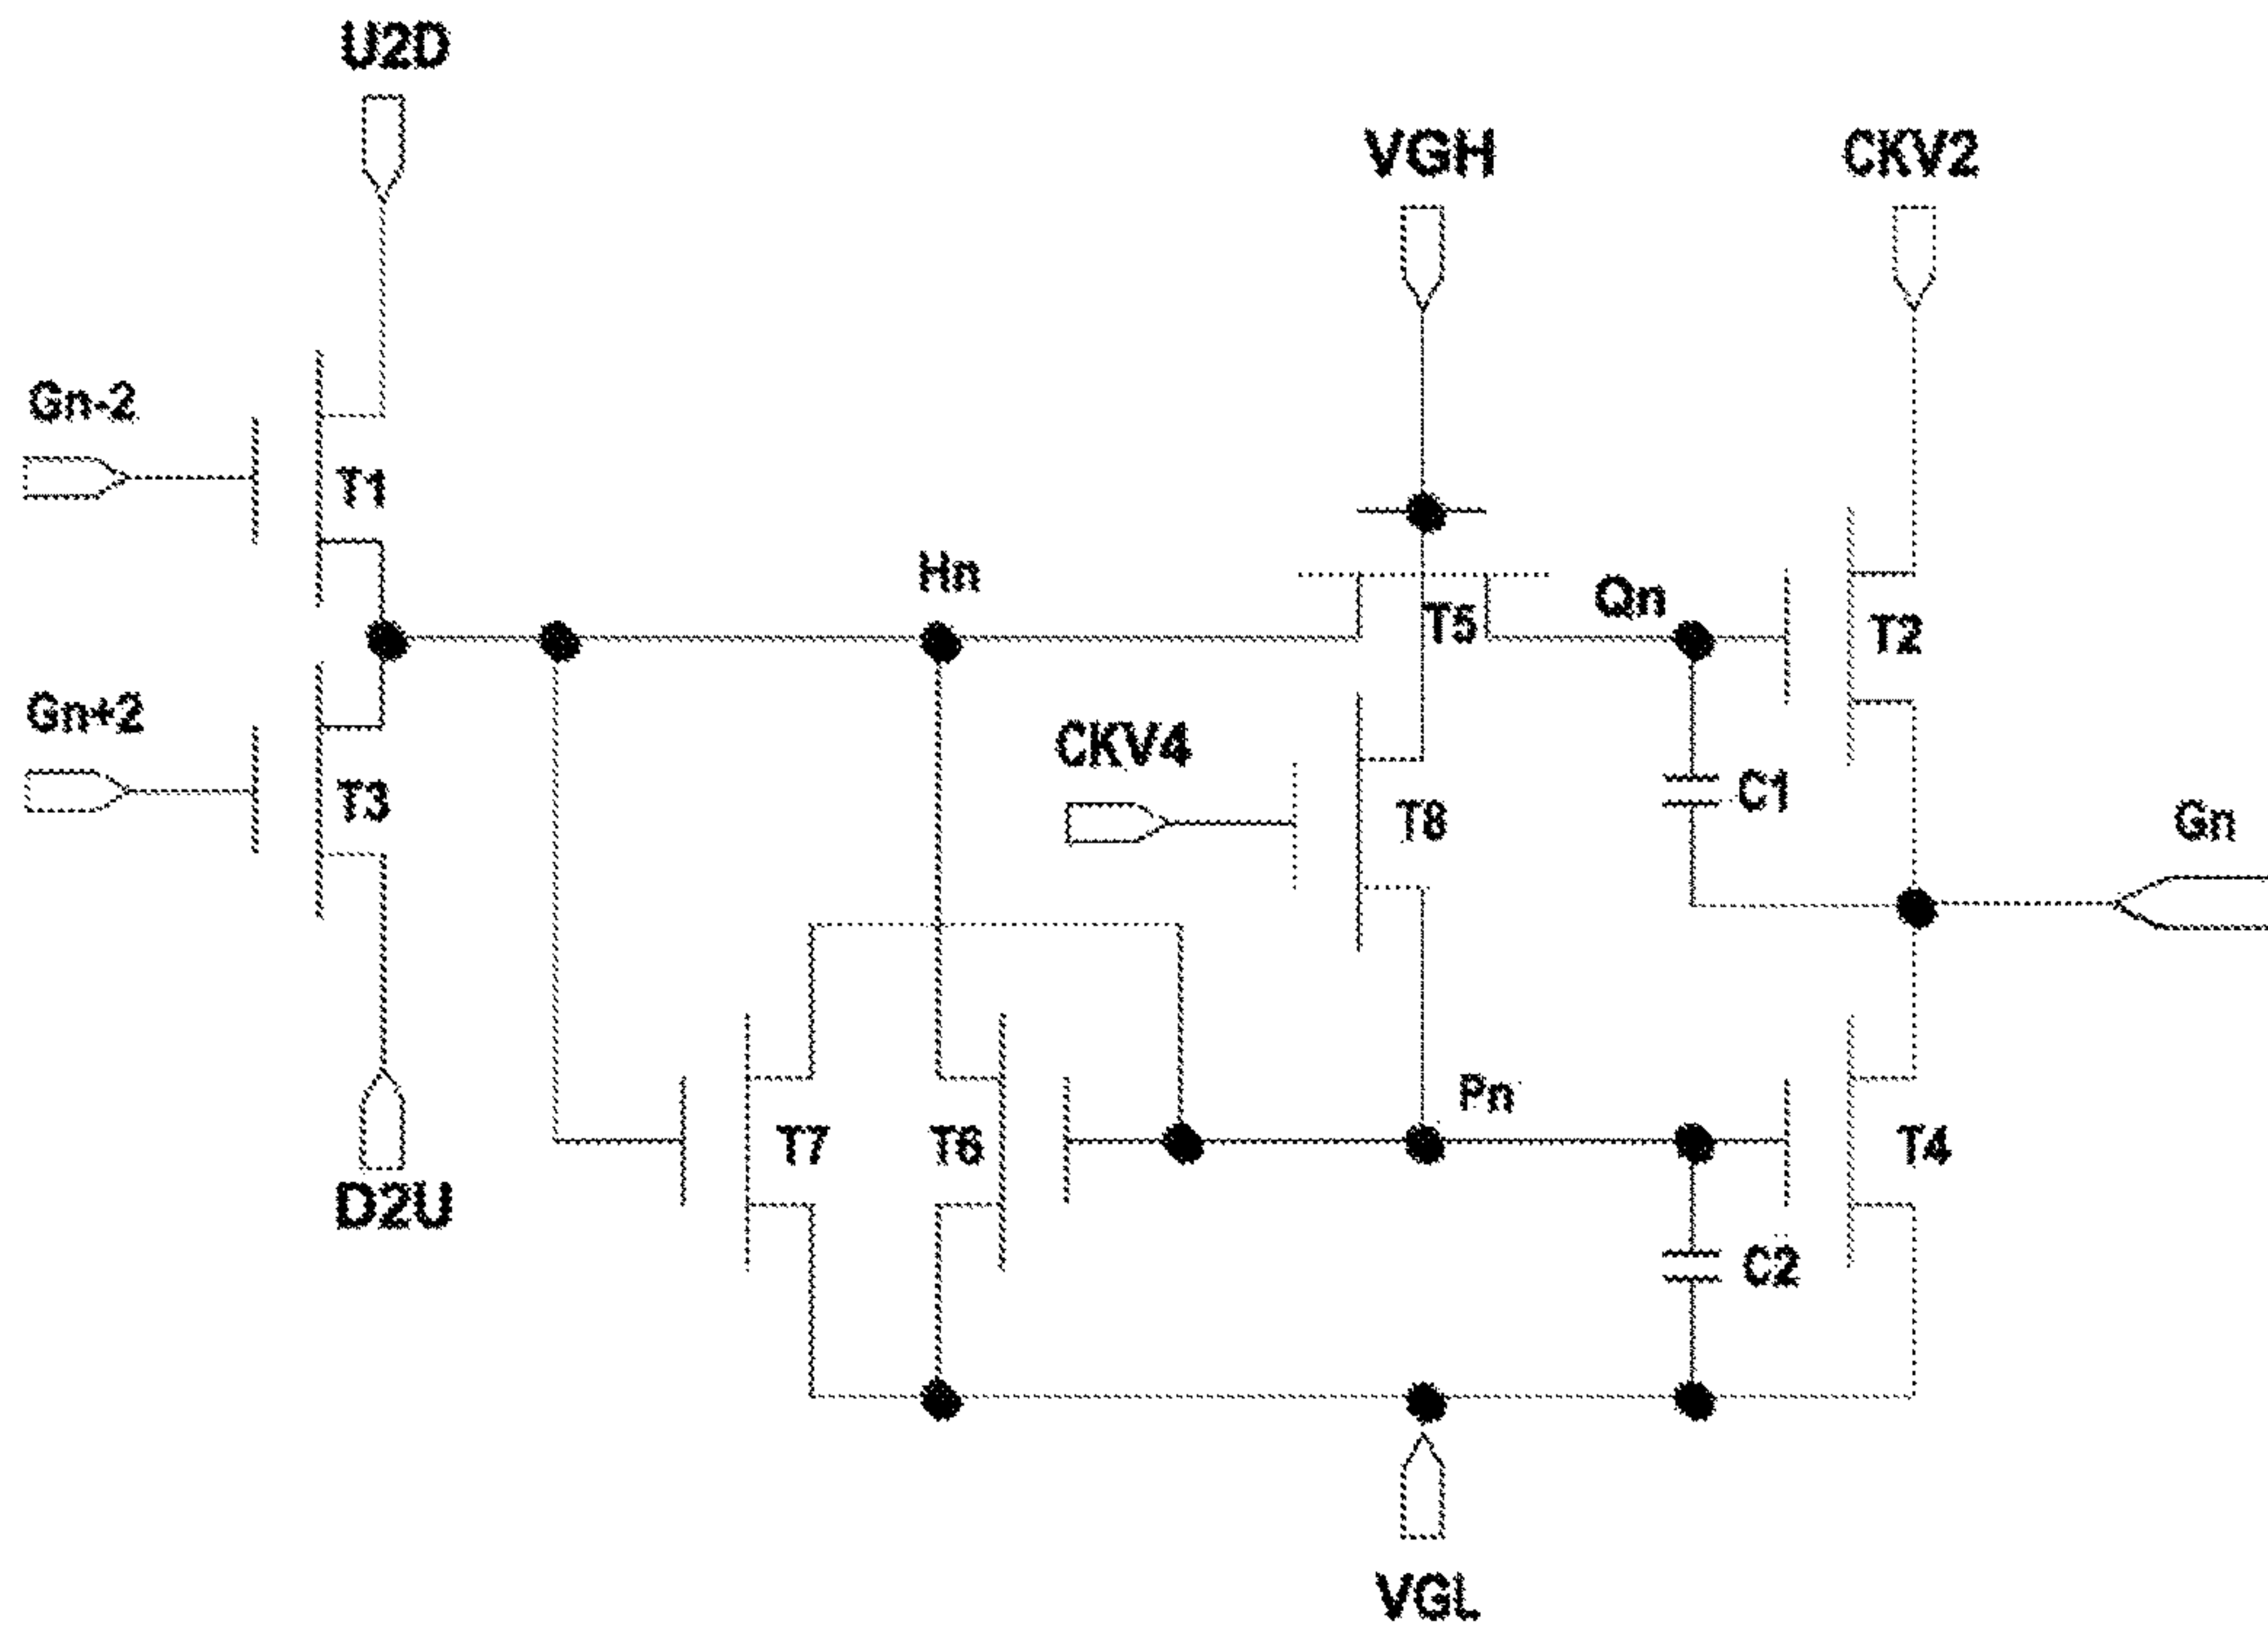 U2D
VGH
CKV2
Gn-2
T1
Hn
T5
Qn
T2
Gn+2
T3
CKV4
T8
C1
Gn
Pn
T7
T6
T4
D2U
C2
VGL